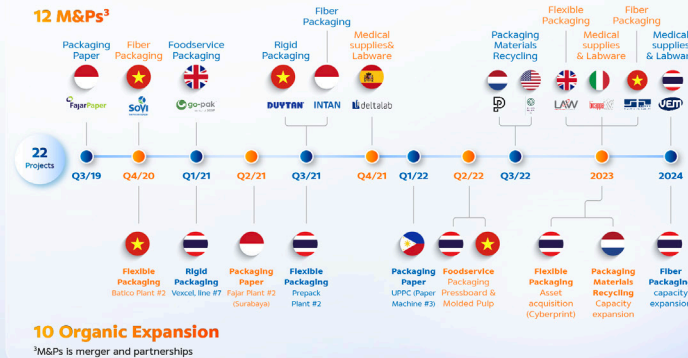 12 M&Ps³
Fiber
Packaging
Flexible
Packaging
Fiber
Packaging
Packaging
Paper
Fiber
Packaging
Foodservice
Packaging
Rigid
Packaging
Medical
supplies&
Labware
Packaging
Materials
Recycling
Medical
supplies
& Labware
Medical
supplies
& Labwar
FajarPaper
SOVI
go-pak
DUYTAN
INTAN
deltalab
LAW
VEM
22
Projects
Q3/19
Q4/20
Q1/21
Q2/21
Q3/21
Q4/21
Q1/22
Q2/22
Q3/22
2023
2024
Flexible
Packaging
Batico Plant #2
Rigid
Packaging
Vexcel, line #7
Packaging
Paper
Fajar Plant #2
(Surabaya)
Flexible
Packaging
Prepack
Plant #2
Packaging
Paper
UPPC (Paper
Machine #3)
Foodservice
Packaging
Pressboard &
Molded Pulp
Flexible
Packaging
Asset
acquisition
(Cyberprint)
Packaging
Materials
Recycling
Capacity
expansion
Fiber
Packaging
capacity
expansion
10 Organic Expansion
³M&Ps is merger and partnerships